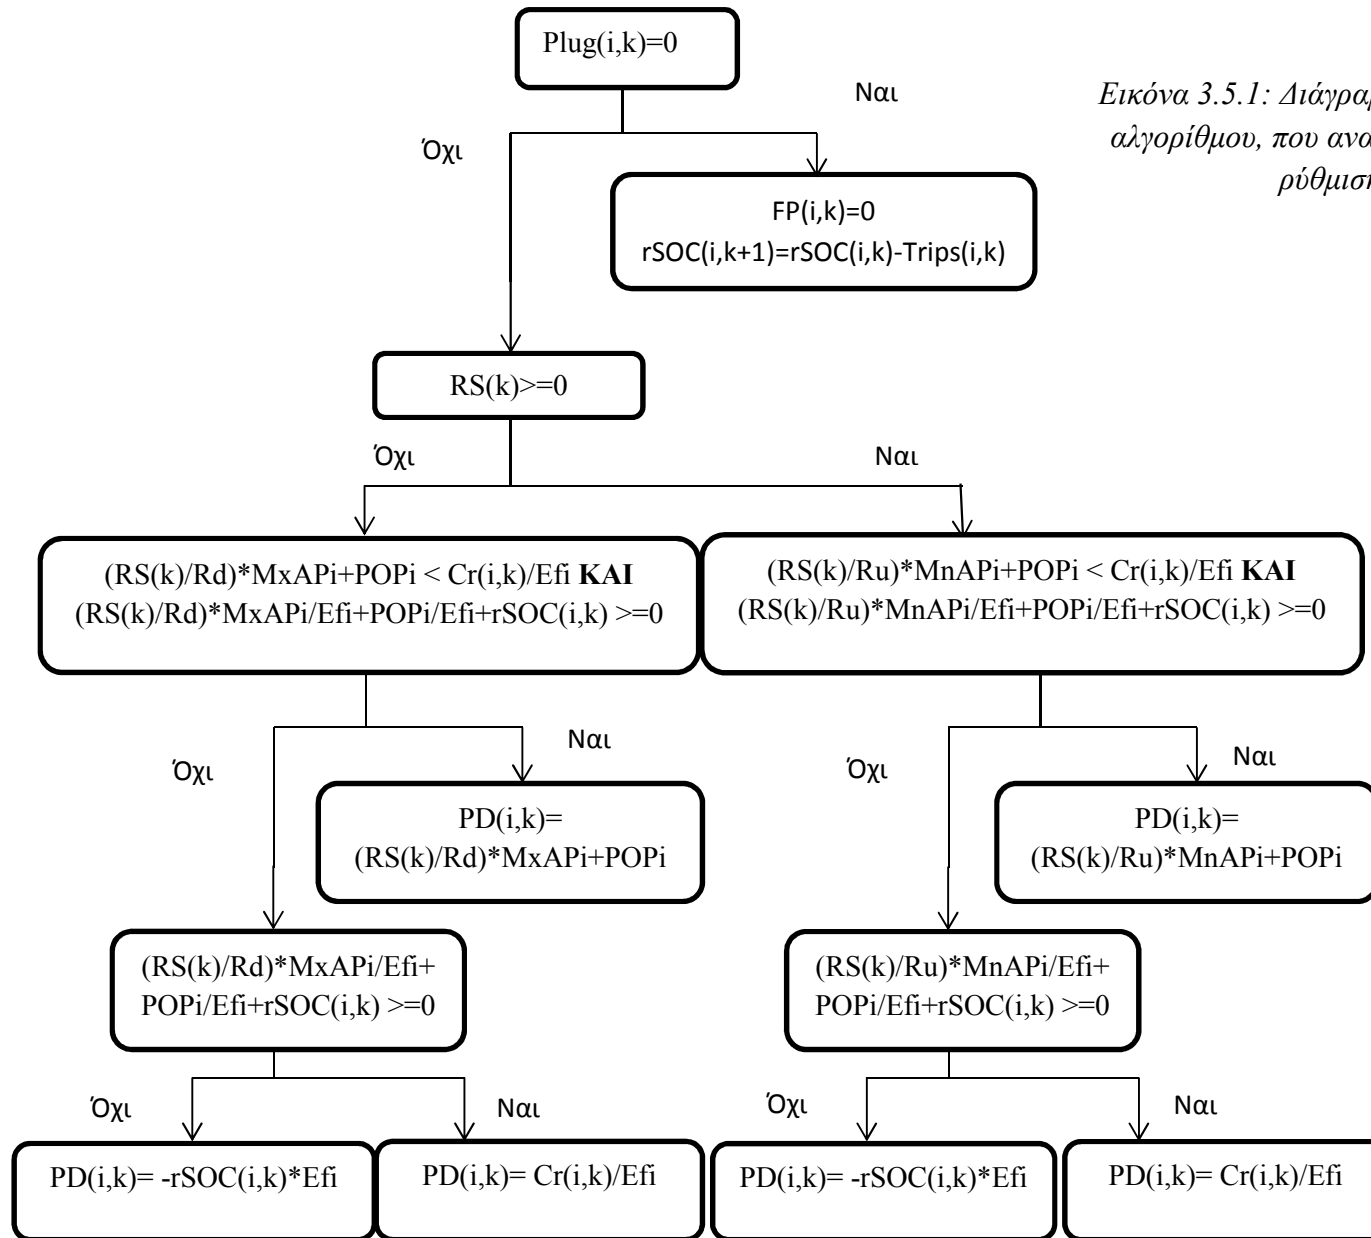 Plug(i,k)=0
Ναι
Εικόνα 3.5.1:
αλγορίθμου, που
Όχι
FP(i,k)=0
rSOC(i,k+1)=rSOC(i,k)-Trips(i,k)
RS(k)>=0
Όχι
Ναι
(RS(k)/Rd)*MxAPi+POPi < Cr(i,k)/Efi ΚΑΙ
(RS(k)/Rd)*MxAPi/Efi+POPi/Efi+rSOC(i,k) >=0
(RS(k)/Ru)*MnAPi+POPi < Cr(i,k)/Efi ΚΑΙ
(RS(k)/Ru)*MnAPi/Efi+POPi/Efi+rSOC(i,k) >=0
Όχι
Ναι
Όχι
Ναι
PD(i,k)=
(RS(k)/Rd)*MxAPi+POPi
PD(i,k)=
(RS(k)/Ru)*MnAPi+POPi
(RS(k)/Rd)*MxAPi/Efi+
POPi/Efi+rSOC(i,k) >=0
(RS(k)/Ru)*MnAPi/Efi+
POPi/Efi+rSOC(i,k) >=0
Όχι
Ναι
Όχι
Ναι
PD(i,k)= -rSOC(i,k)*Efi
PD(i,k)= Cr(i,k)/Efi
PD(i,k)= -rSOC(i,k)*Efi
PD(i,k)= Cr(i,k)/Efi